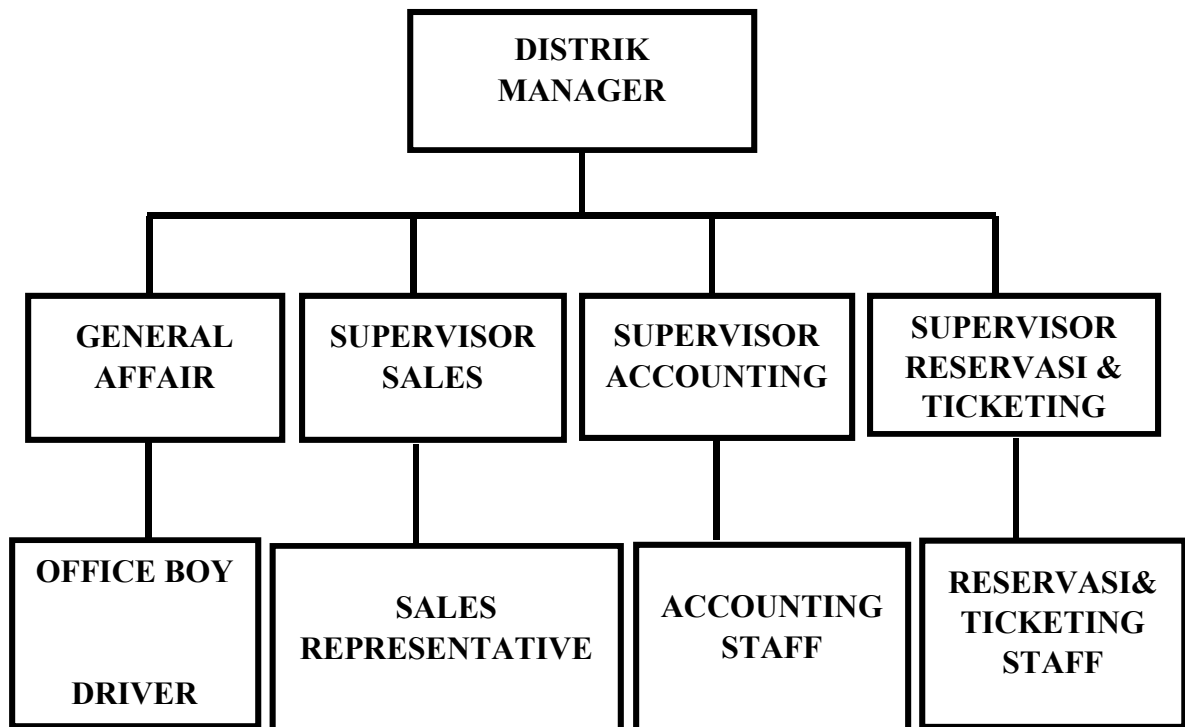 DISTRIK
MANAGER
GENERAL
AFFAIR
SUPERVISOR
SALES
SUPERVISOR
ACCOUNTING
SUPERVISOR
RESERVASI &
TICKETING
OFFICE BOY
DRIVER
SALES
REPRESENTATIVE
ACCOUNTING
STAFF
RESERVASI&
TICKETING
STAFF